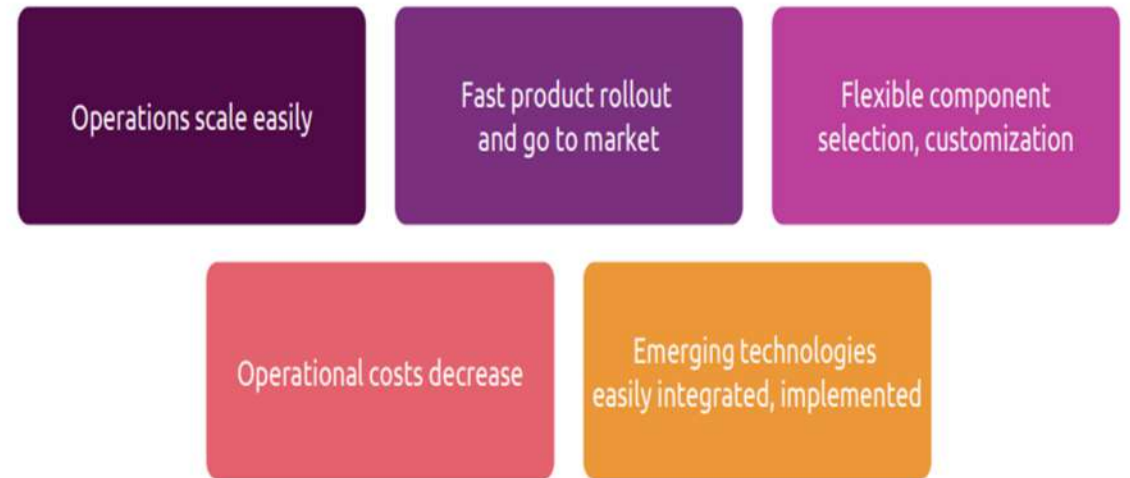 Operations scale easily
Fast product rollout
and go to market
Flexible component
selection, customization
Operational costs decrease
Emerging technologies
easily integrated, implemented